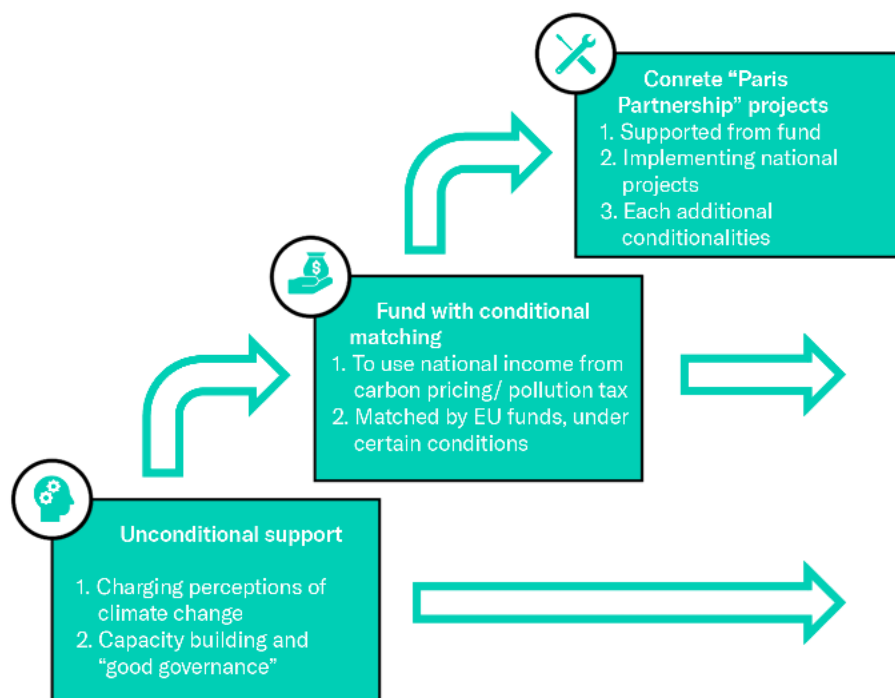 Conrete “Paris
Partnership” projects
1. Supported from fund
2. Implementing national
projects
3. Each additional
conditionalities
$
Fund with conditional
matching
1. To use national income from
carbon pricing/ pollution tax
2. Matched by EU funds, under
certain conditions
Unconditional support
1. Charging perceptions of
climate change
2. Capacity building and
“good governance”